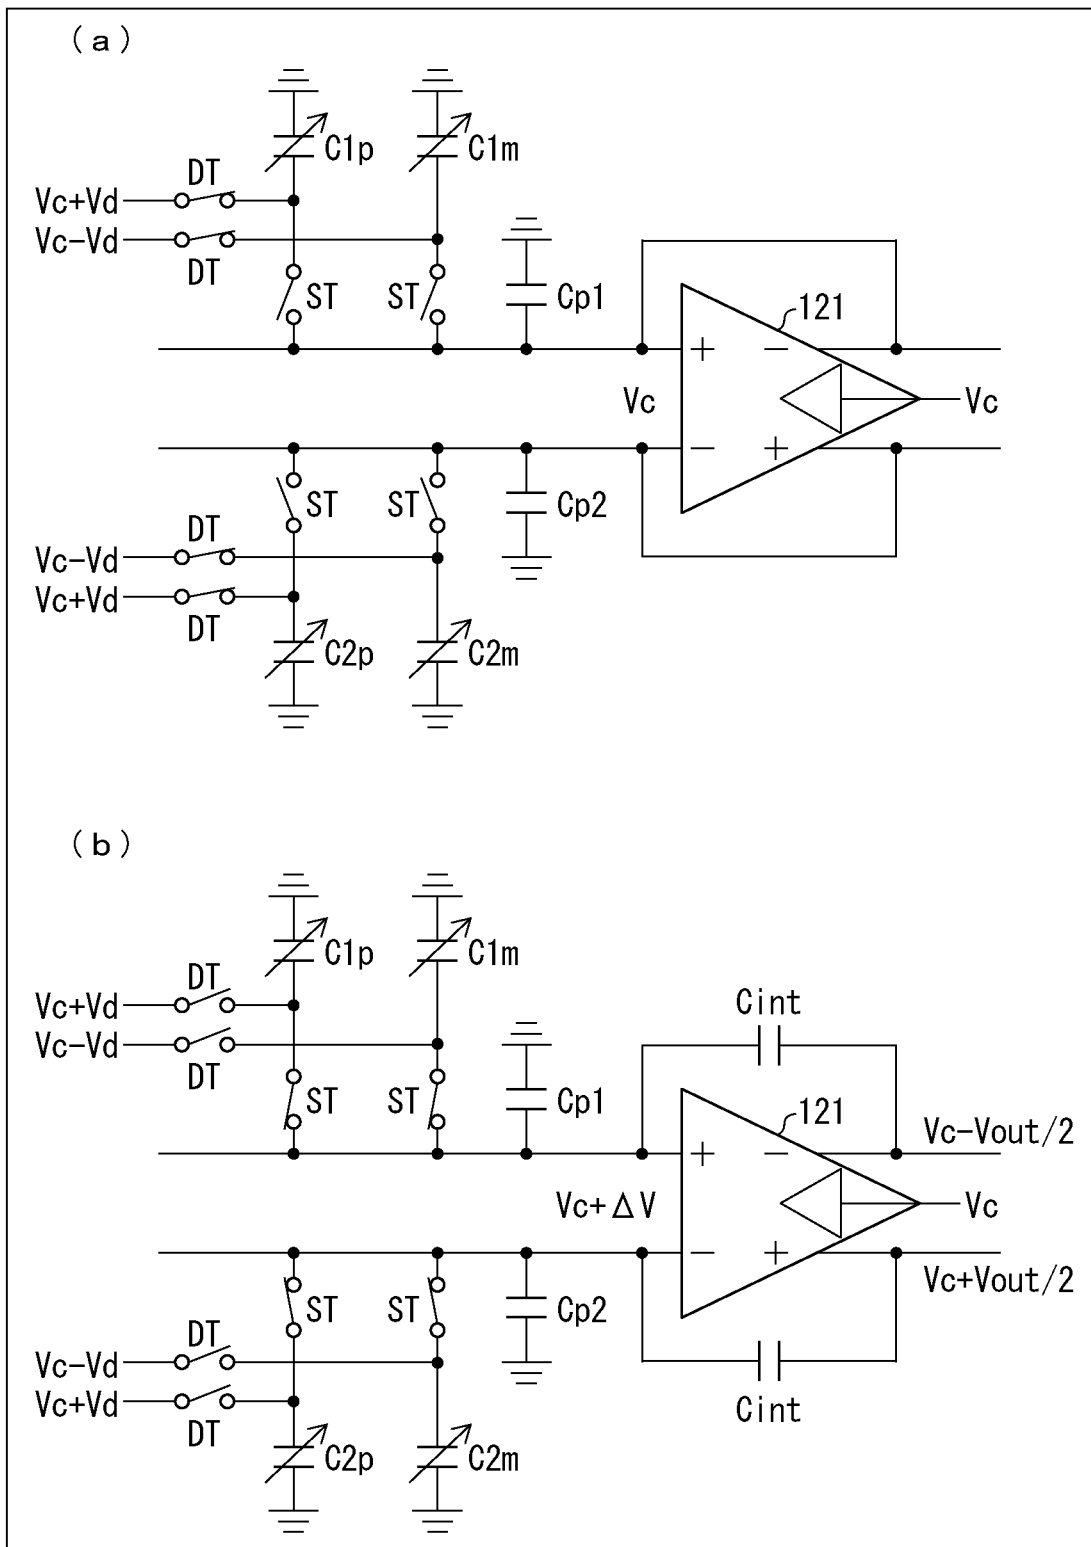 (a)
C1p C1m
DT
Vc+Vd
Vc−Vd
DT
ST ST Cp1
121
+ −
Vc Vc
− +
ST ST Cp2
DT
Vc−Vd
Vc+Vd
DT
C2p C2m
(b)
C1p C1m
DT
Vc+Vd
Vc−Vd
DT
Cint
ST ST Cp1
121
Vc−Vout/2
+ −
Vc+ΔV Vc
− +
Vc+Vout/2
ST ST Cp2
DT
Vc−Vd
Vc+Vd
DT
Cint
C2p C2m